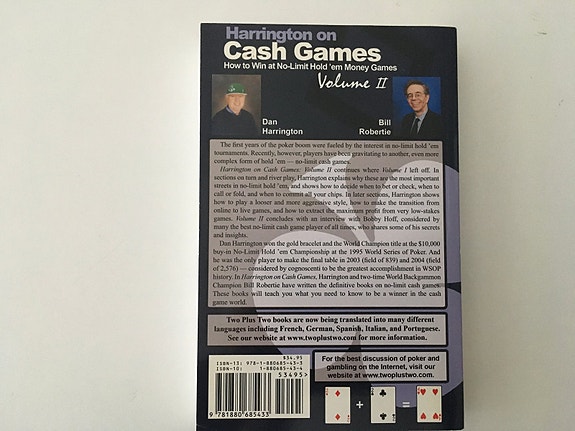 Harrington on
Cash Games
How to Win at No-Limit Hold 'em Money Games
Volume II
Dan
Harrington
Bill
Robertie
The first years of the poker boom were fueled by the interest in no-limit hold 'em
tournaments. Recently, however, players have been gravitating to another, even more
complex form of hold 'em — no-limit cash games.
Harrington on Cash Games: Volume II continues where Volume I left off. In
sections on turn and river play, Harrington explains why these are the most important
streets in no-limit hold 'em, and shows how to decide when to bet or check, when to
call or fold, and when to commit all your chips. In later sections, Harrington shows
how to play a looser and more aggressive style, how to make the transition from
online to live games, and how to extract the maximum profit from very low-stakes
games. Volume II concludes with an interview with Bobby Hoff, considered by
many the best no-limit cash game player of all times, who shares some of his secrets
and insights.
Dan Harrington won the gold bracelet and the World Champion title at the $10,000
buy-in No-Limit Hold 'em Championship at the 1995 World Series of Poker. And
he was the only player to make the final table in 2003 (field of 839) and 2004 (field
of 2,576) — considered by cognoscenti to be the greatest accomplishment in WSOP
history. In Harrington on Cash Games, Harrington and two-time World Backgammon
Champion Bill Robertie have written the definitive books on no-limit cash games.
These books will teach you what you need to know to be a winner in the cash
game world.
Two Plus Two books are now being translated into many different
languages including French, German, Spanish, Italian, and Portuguese.
See our website at www.twoplustwo.com for more information.
$34.95
ISBN-13: 978-1-880685-43-3
ISBN-10: 1-880685-43-4
53495>
9 781880 685433
For the best discussion of poker and
gambling on the Internet, visit our
website at www.twoplustwo.com
+ =